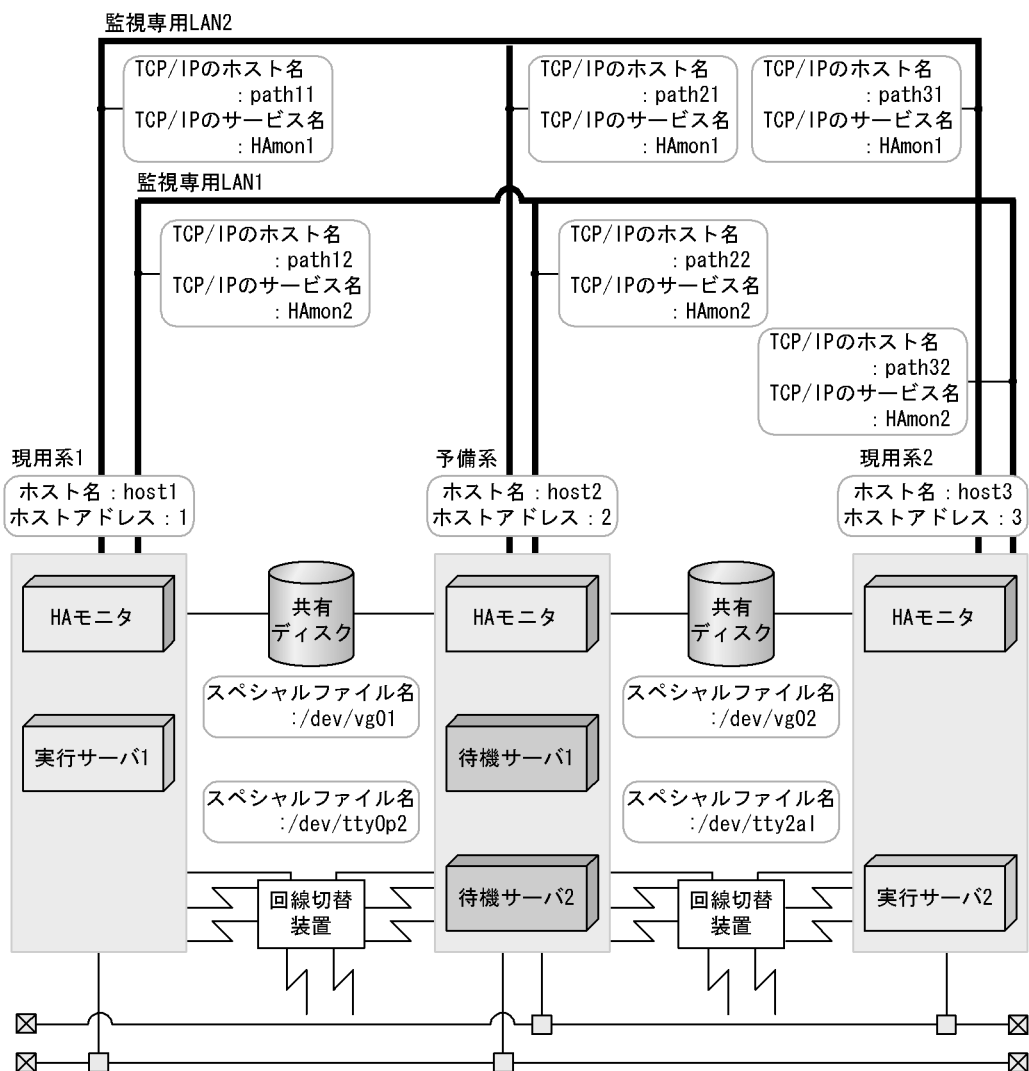 監視専用LAN2
TCP/IPのホスト名
：path11
TCP/IPのサービス名
：HAmon1
TCP/IPのホスト名
：path21
TCP/IPのサービス名
：HAmon1
TCP/IPのホスト名
：path31
TCP/IPのサービス名
：HAmon1
監視専用LAN1
TCP/IPのホスト名
：path12
TCP/IPのサービス名
：HAmon2
TCP/IPのホスト名
：path22
TCP/IPのサービス名
：HAmon2
TCP/IPのホスト名
：path32
TCP/IPのサービス名
：HAmon2
現用系1
ホスト名：host1
ホストアドレス：1
予備系
ホスト名：host2
ホストアドレス：2
現用系2
ホスト名：host3
ホストアドレス：3
HAモニタ
共有
ディスク
HAモニタ
共有
ディスク
HAモニタ
スペシャルファイル名
：/dev/vg01
スペシャルファイル名
：/dev/vg02
実行サーバ1
待機サーバ1
スペシャルファイル名
：/dev/tty0p2
スペシャルファイル名
：/dev/tty2a1
回線切替
装置
待機サーバ2
回線切替
装置
実行サーバ2